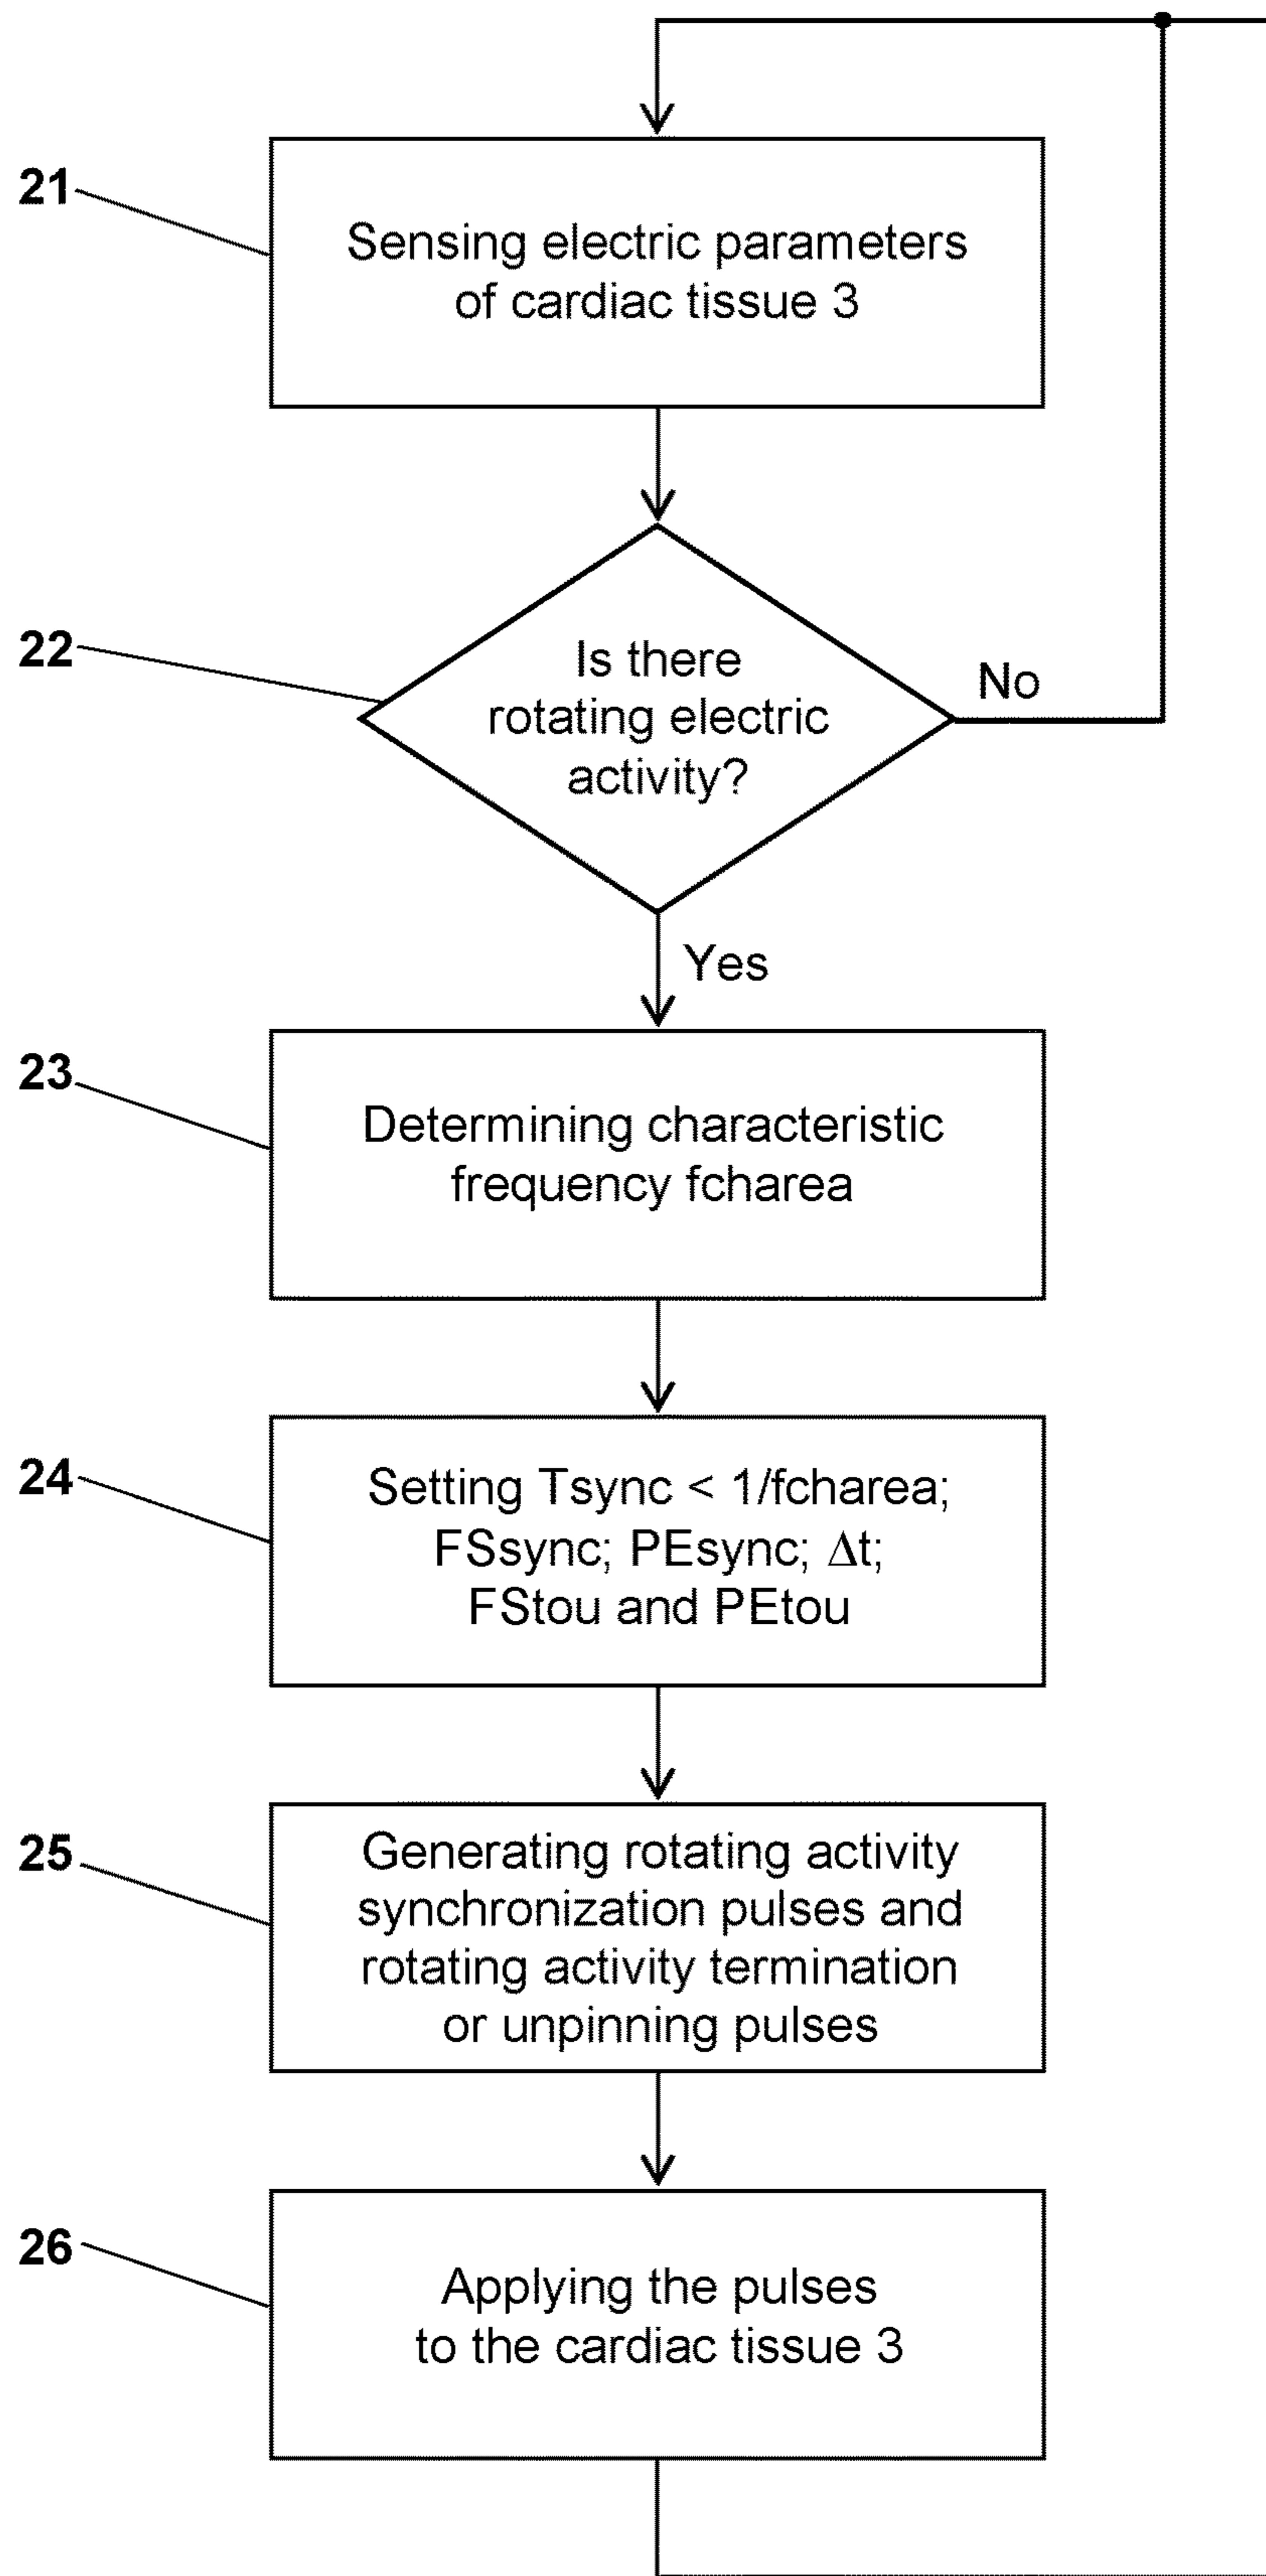 21
Sensing electric parameters
of cardiac tissue 3
22
Is there
rotating electric
activity?
No
Yes
23
Determining characteristic
frequency fcharea
24
Setting Tsync < 1/fcharea;
FSsync; PEsync; Δt;
FStou and PEtou
25
Generating rotating activity
synchronization pulses and
rotating activity termination
or unpinning pulses
26
Applying the pulses
to the cardiac tissue 3